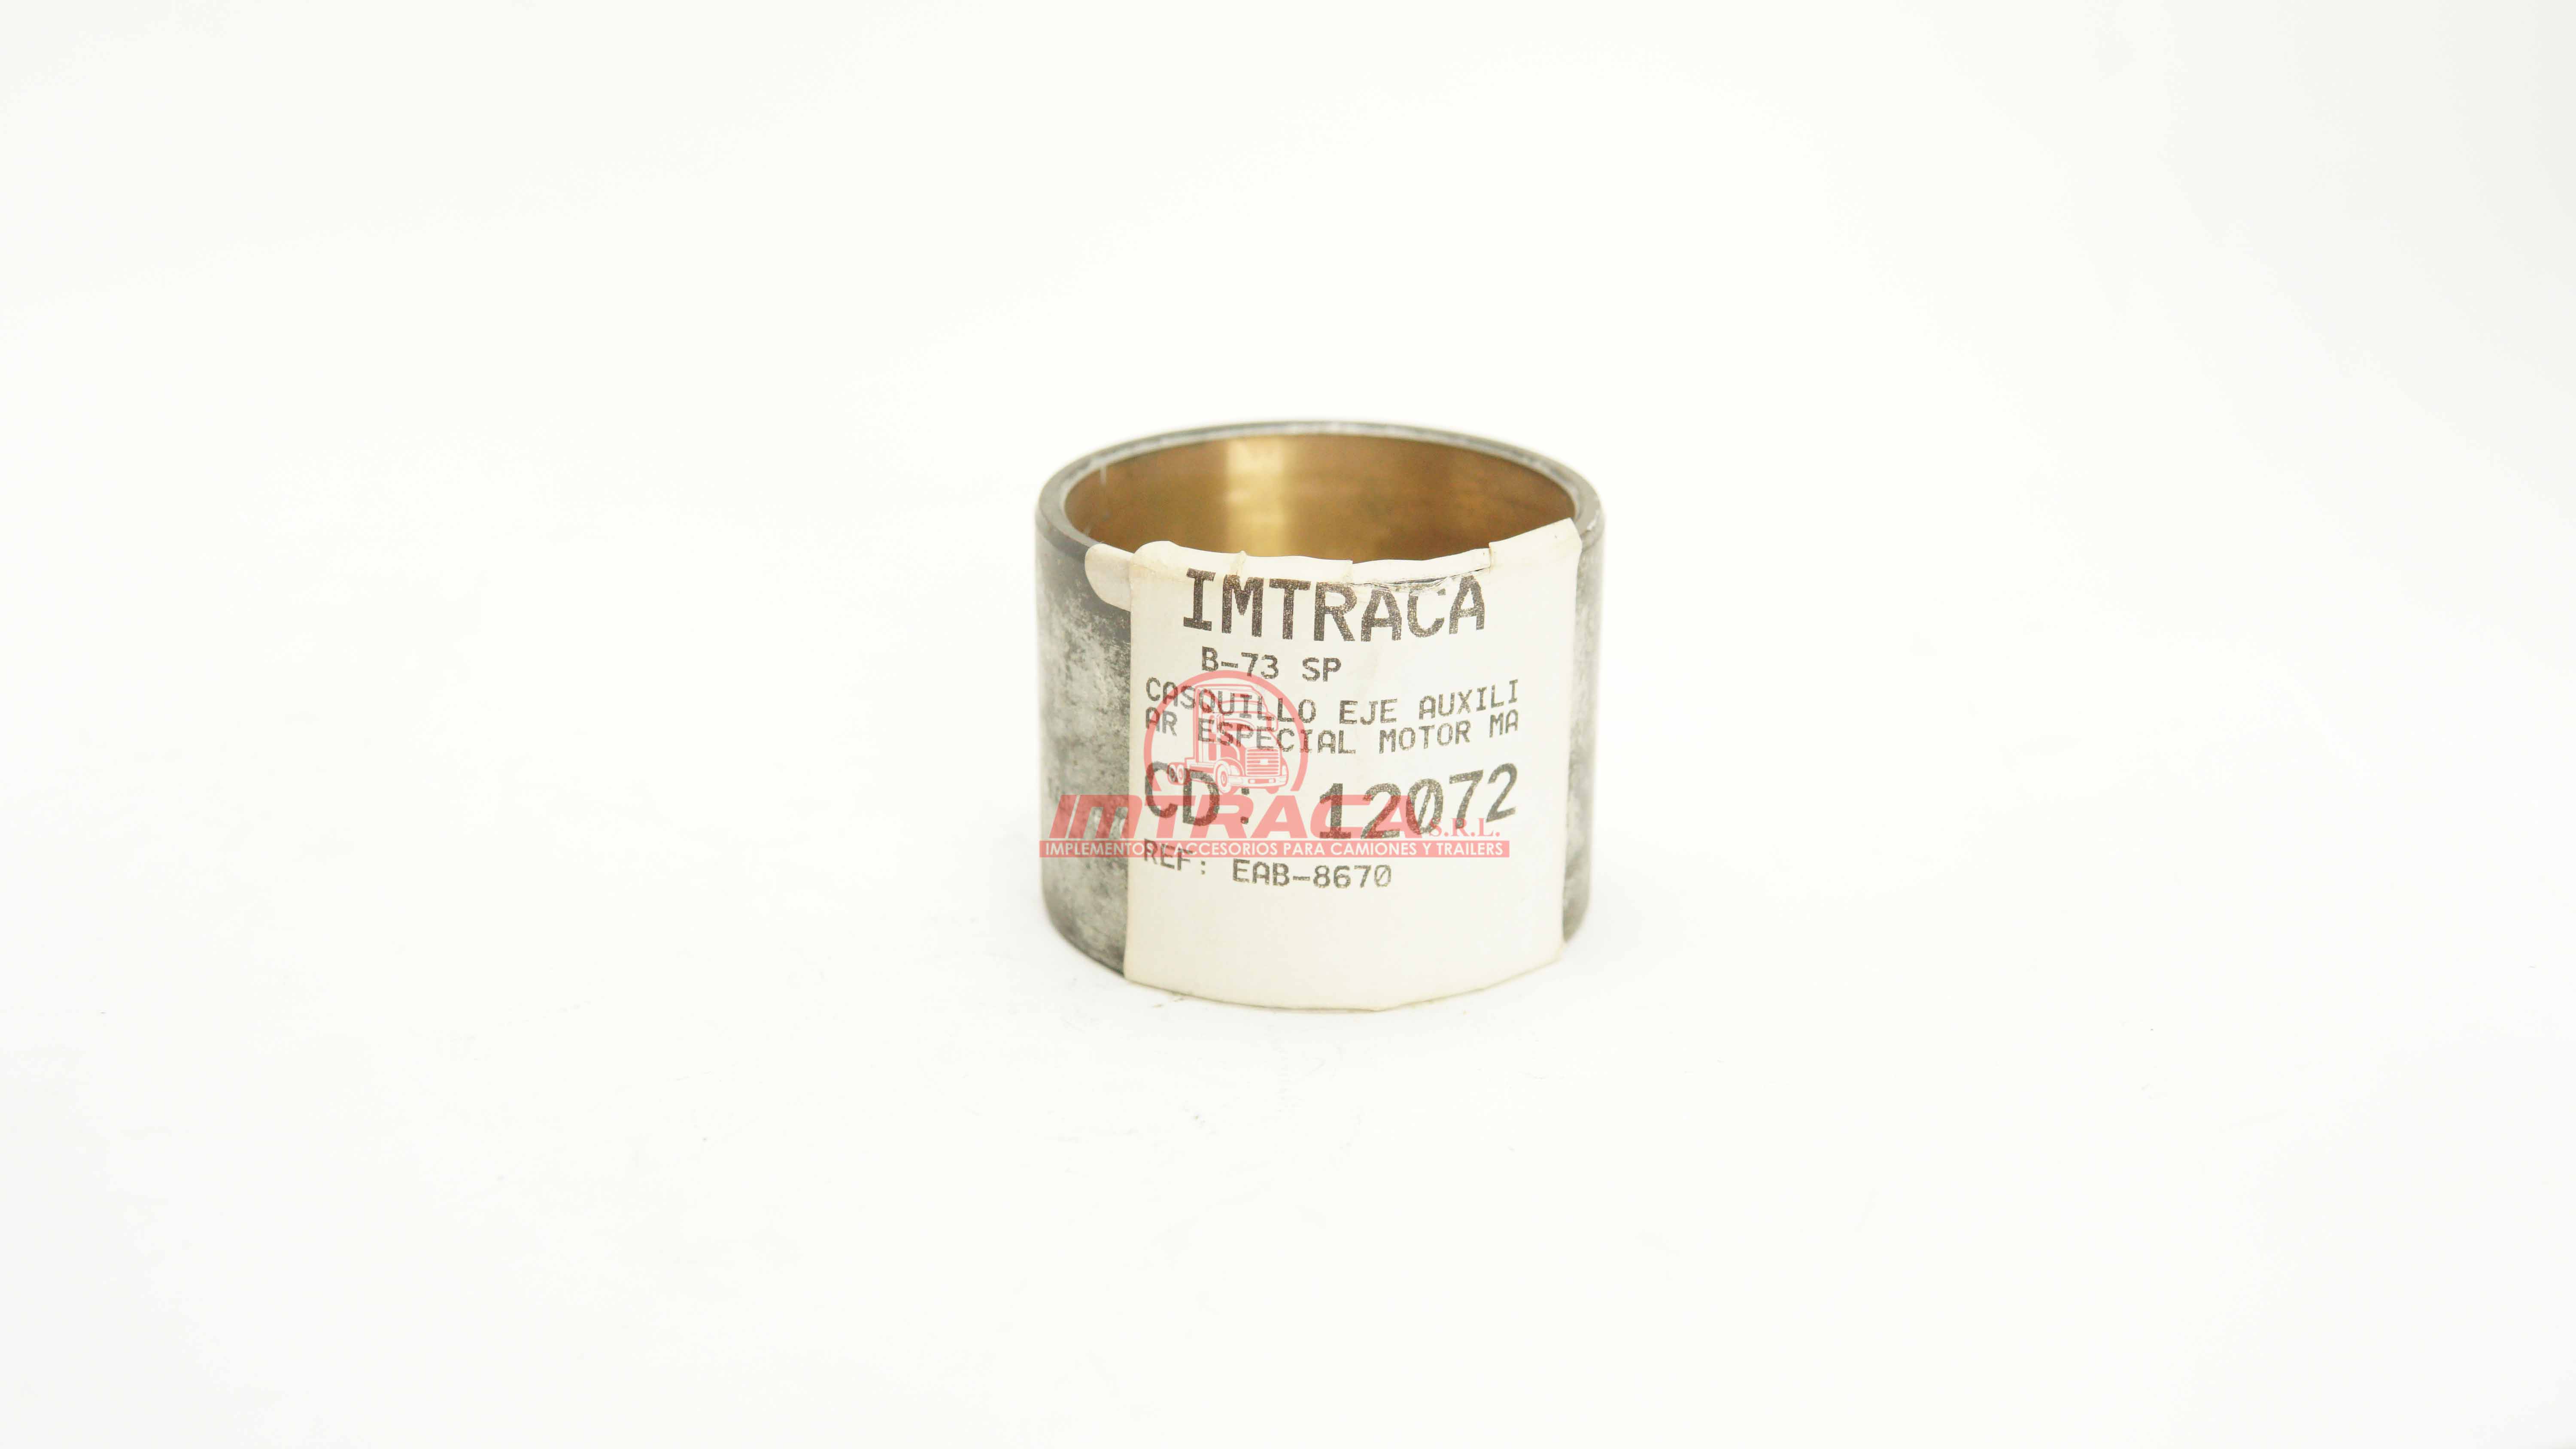 IMTRACA
B-73 SP
CASQUILLO EJE AUXILI
AR ESPECIAL MOTOR MA
CD: 12072
REF: EAB-8670
IMTRACA S.R.L.
IMPLEMENTOS Y ACCESORIOS PARA CAMIONES Y TRAILERS